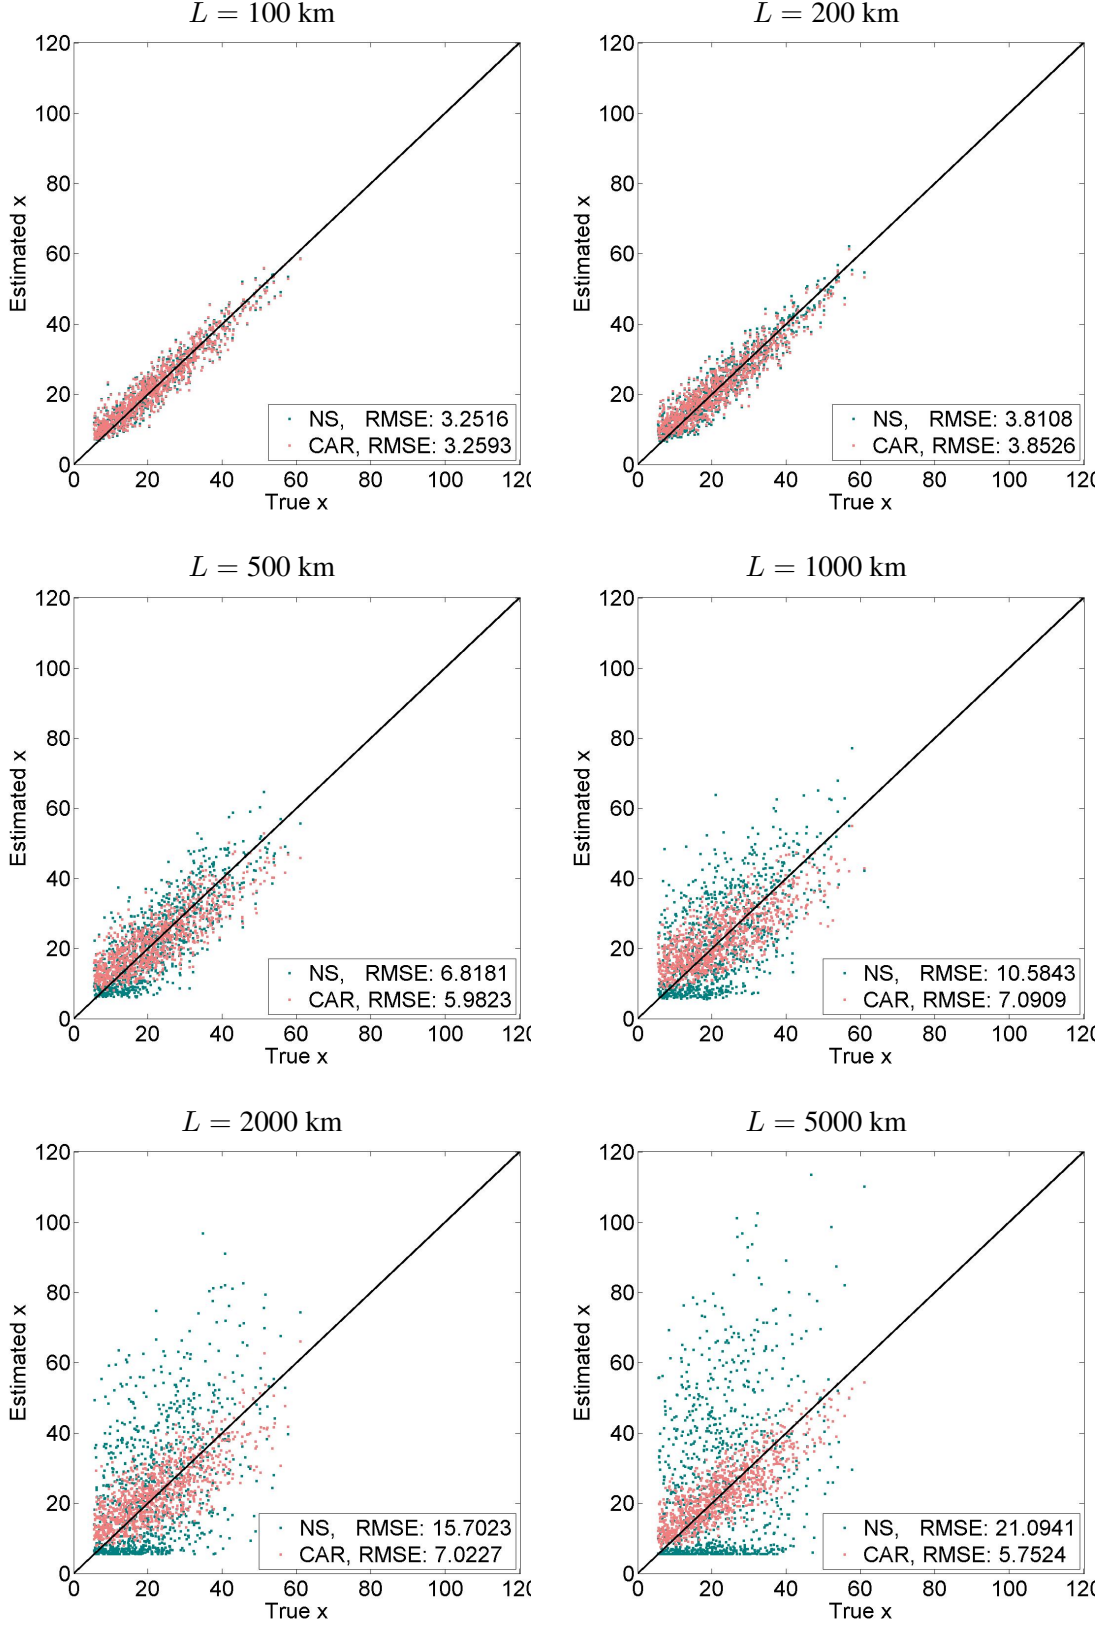 L = 100 km
120
100
80
60
40
20
0
Estimated x
NS, RMSE: 3.2516
CAR, RMSE: 3.2593
0 20 40 60 80 100 120
True x
L = 200 km
120
100
80
60
40
20
0
Estimated x
NS, RMSE: 3.8108
CAR, RMSE: 3.8526
0 20 40 60 80 100 120
True x
L = 500 km
120
100
80
60
40
20
0
Estimated x
NS, RMSE: 6.8181
CAR, RMSE: 5.9823
0 20 40 60 80 100 120
True x
L = 1000 km
120
100
80
60
40
20
0
Estimated x
NS, RMSE: 10.5843
CAR, RMSE: 7.0909
0 20 40 60 80 100 120
True x
L = 2000 km
120
100
80
60
40
20
0
Estimated x
NS, RMSE: 15.7023
CAR, RMSE: 7.0227
0 20 40 60 80 100 120
True x
L = 5000 km
120
100
80
60
40
20
0
Estimated x
NS, RMSE: 21.0941
CAR, RMSE: 5.7524
0 20 40 60 80 100 120
True x